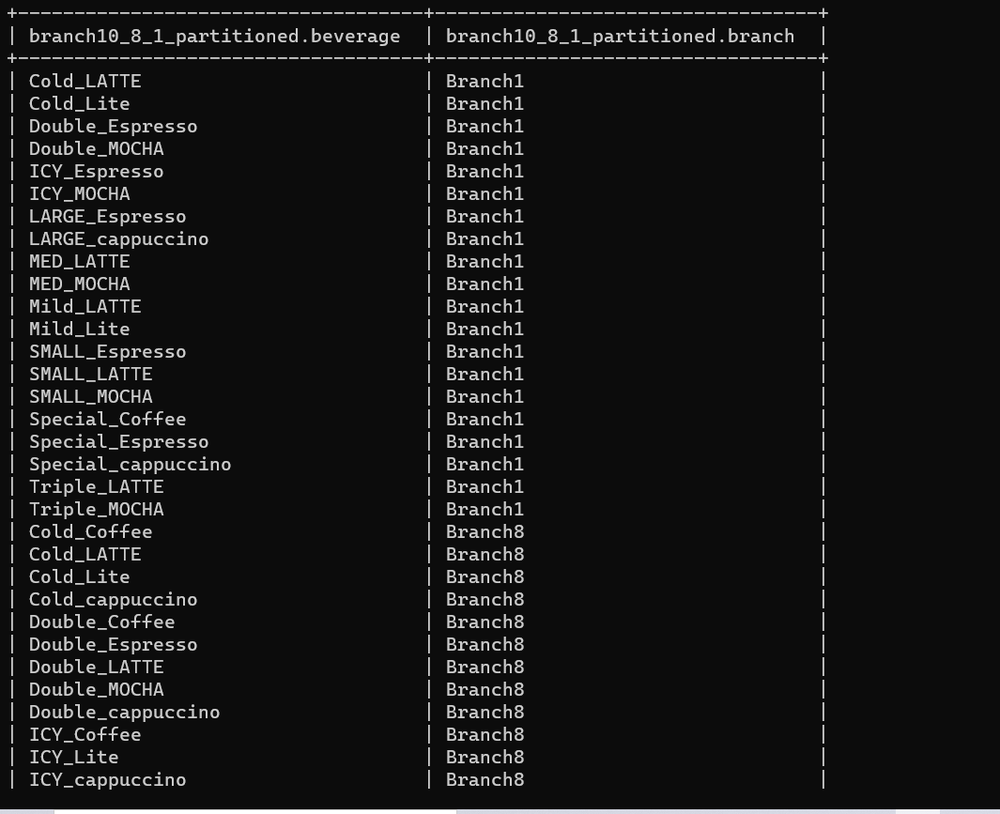 +------------------------------------+----------------------------------+
| branch10_8_1_partitioned.beverage | branch10_8_1_partitioned.branch |
+------------------------------------+----------------------------------+
| Cold_LATTE | Branch1 |
| Cold_Lite | Branch1 |
| Double_Espresso | Branch1 |
| Double_MOCHA | Branch1 |
| ICY_Espresso | Branch1 |
| ICY_MOCHA | Branch1 |
| LARGE_Espresso | Branch1 |
| LARGE_cappuccino | Branch1 |
| MED_LATTE | Branch1 |
| MED_MOCHA | Branch1 |
| Mild_LATTE | Branch1 |
| Mild_Lite | Branch1 |
| SMALL_Espresso | Branch1 |
| SMALL_LATTE | Branch1 |
| SMALL_MOCHA | Branch1 |
| Special_Coffee | Branch1 |
| Special_Espresso | Branch1 |
| Special_cappuccino | Branch1 |
| Triple_LATTE | Branch1 |
| Triple_MOCHA | Branch1 |
| Cold_Coffee | Branch8 |
| Cold_LATTE | Branch8 |
| Cold_Lite | Branch8 |
| Cold_cappuccino | Branch8 |
| Double_Coffee | Branch8 |
| Double_Espresso | Branch8 |
| Double_LATTE | Branch8 |
| Double_MOCHA | Branch8 |
| Double_cappuccino | Branch8 |
| ICY_Coffee | Branch8 |
| ICY_Lite | Branch8 |
| ICY_cappuccino | Branch8 |